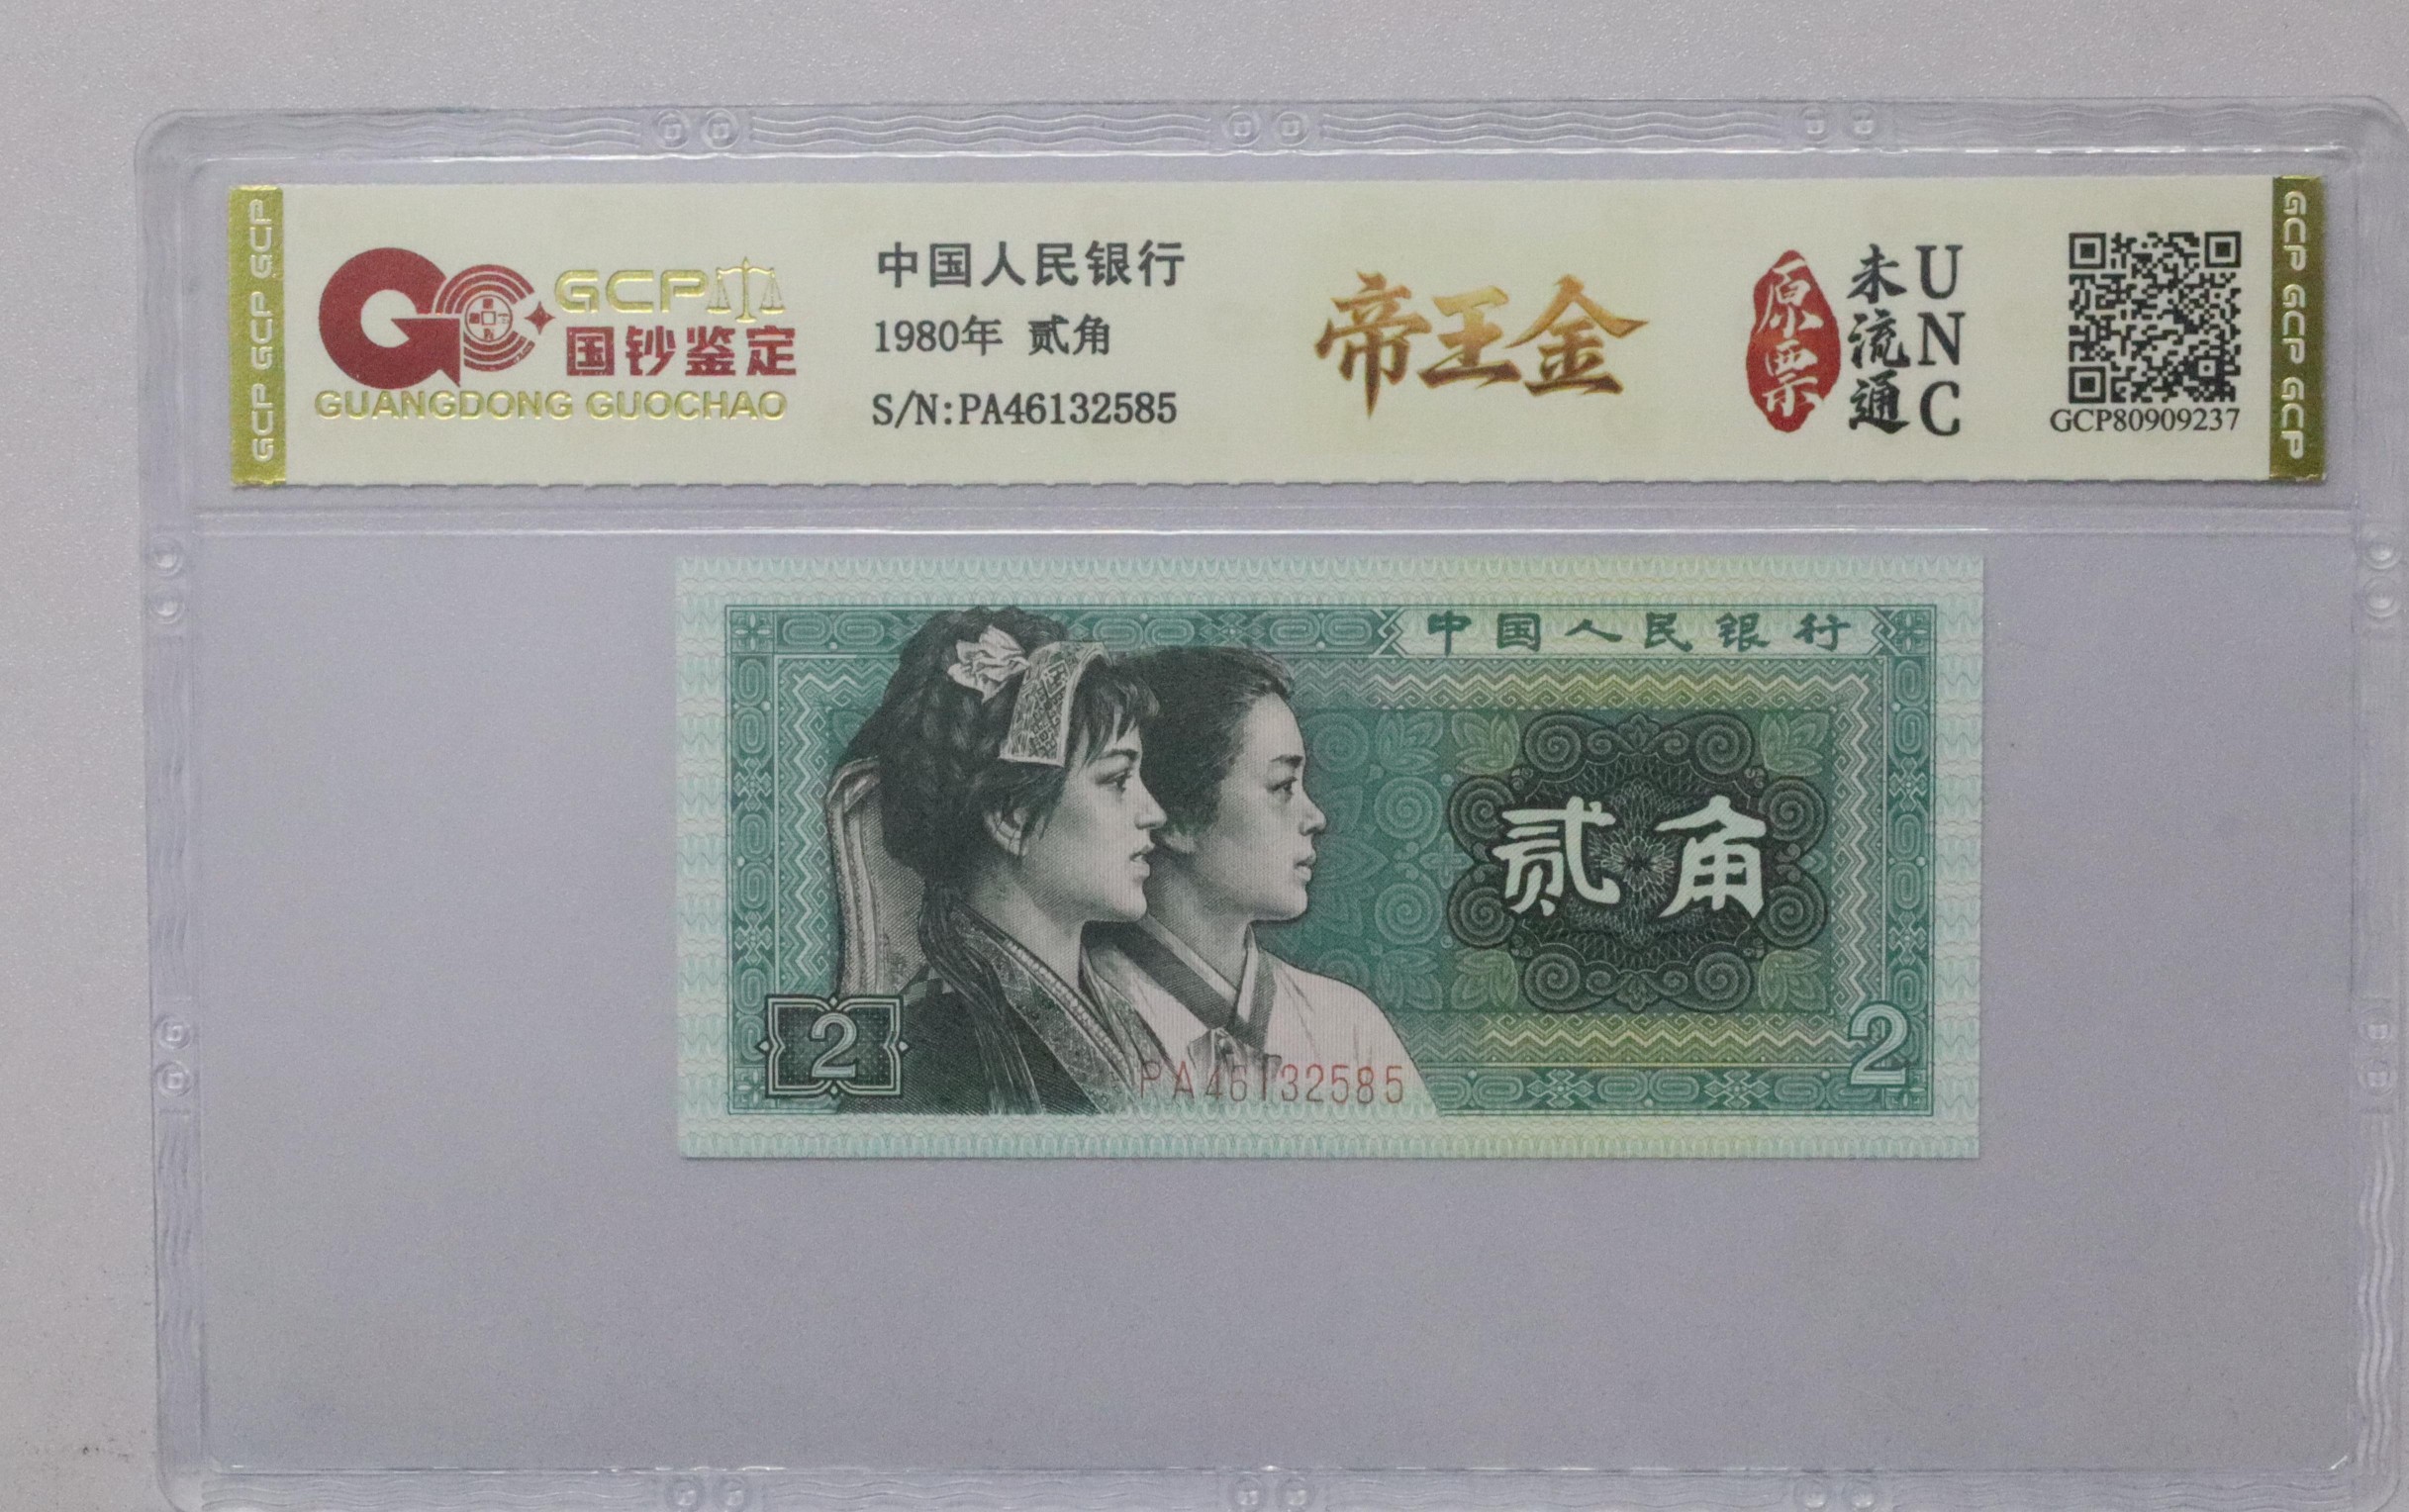 GCP GCP GCP
GCP
国钞鉴定
GUANGDONG GUOCHAO
中国人民银行
1980年 贰角
S/N:PA46132585
帝王金
原票
未流通
UNC
GCP80909237
GCP GCP GCP
中国人民银行
贰角
2
PA46132585
2